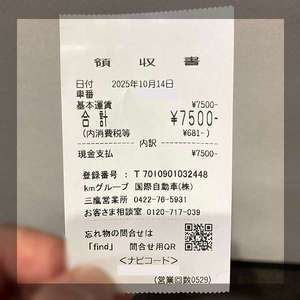 領収書
日付 2025年10月14日
車番
基本運賃 ¥7500-
合計 ¥7500-
(内消費税等 ¥681-)
内訳
現金支払 ¥7500-
登録番号 : T 7010901032448
kmグループ 国際自動車(株)
三鷹営業所 0422-76-5931
お客さま相談室 0120-717-039
忘れ物の問合せは
「find」 問合せ用QR
<ナビコード>
(営業回数0529)